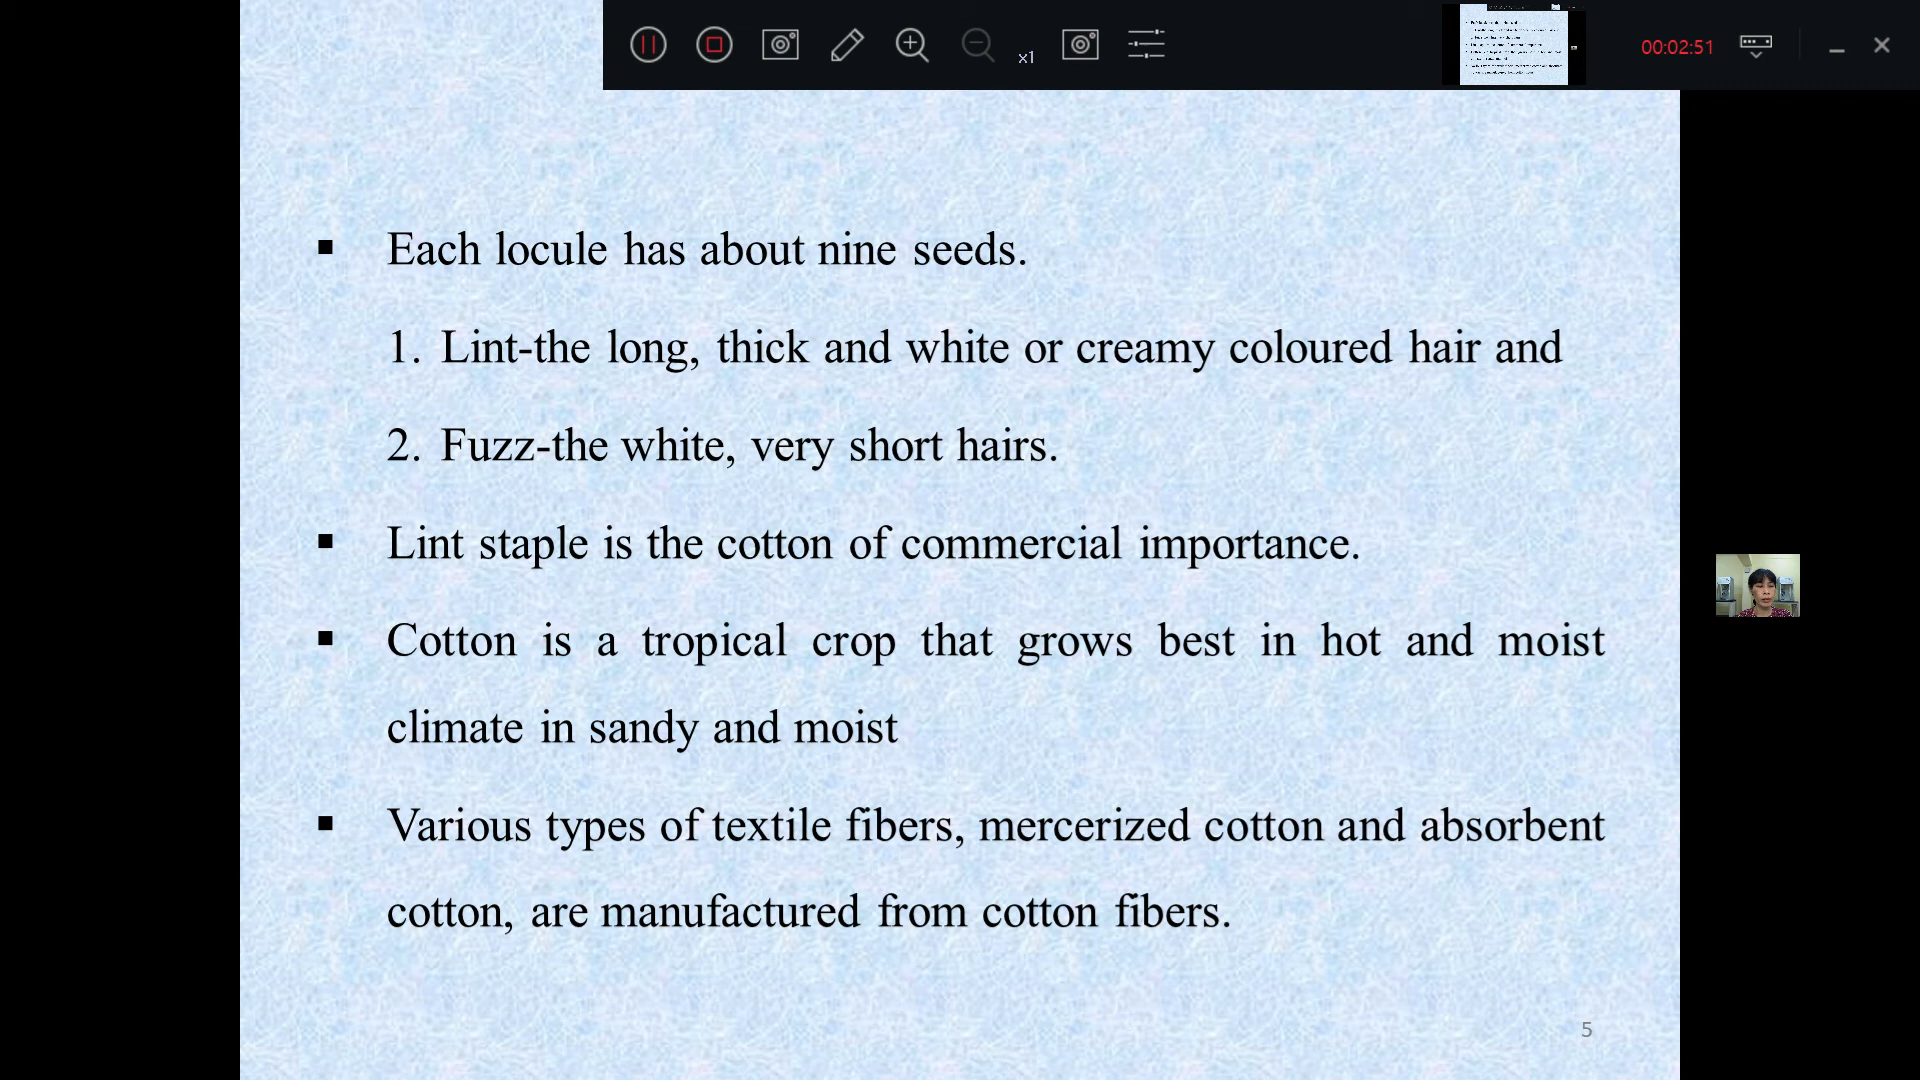 x1
00:02:51
▪ Each locule has about nine seeds.
1. Lint-the long, thick and white or creamy coloured hair and
2. Fuzz-the white, very short hairs.
▪ Lint staple is the cotton of commercial importance.
▪ Cotton is a tropical crop that grows best in hot and moist
climate in sandy and moist
▪ Various types of textile fibers, mercerized cotton and absorbent
cotton, are manufactured from cotton fibers.
5